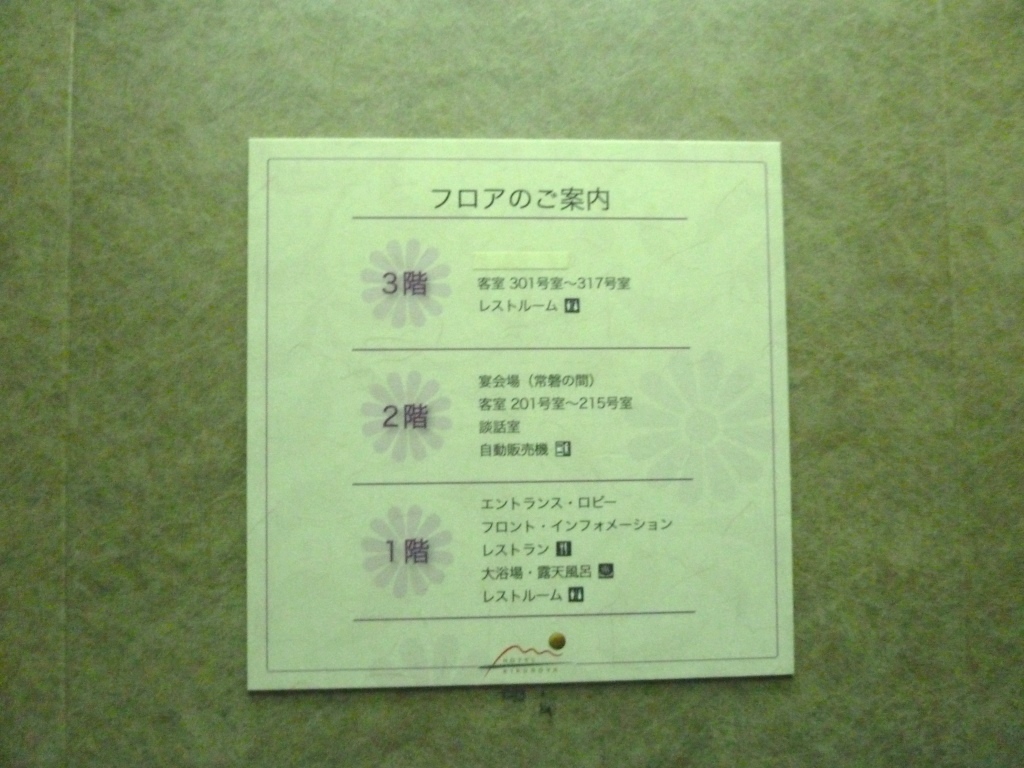 フロアのご案内
3階
客室 301号室〜317号室
レストルーム
2階
宴会場（常磐の間）
客室 201号室〜215号室
談話室
自動販売機
1階
エントランス・ロビー
フロント・インフォメーション
レストラン
大浴場・露天風呂
レストルーム
HOTEL